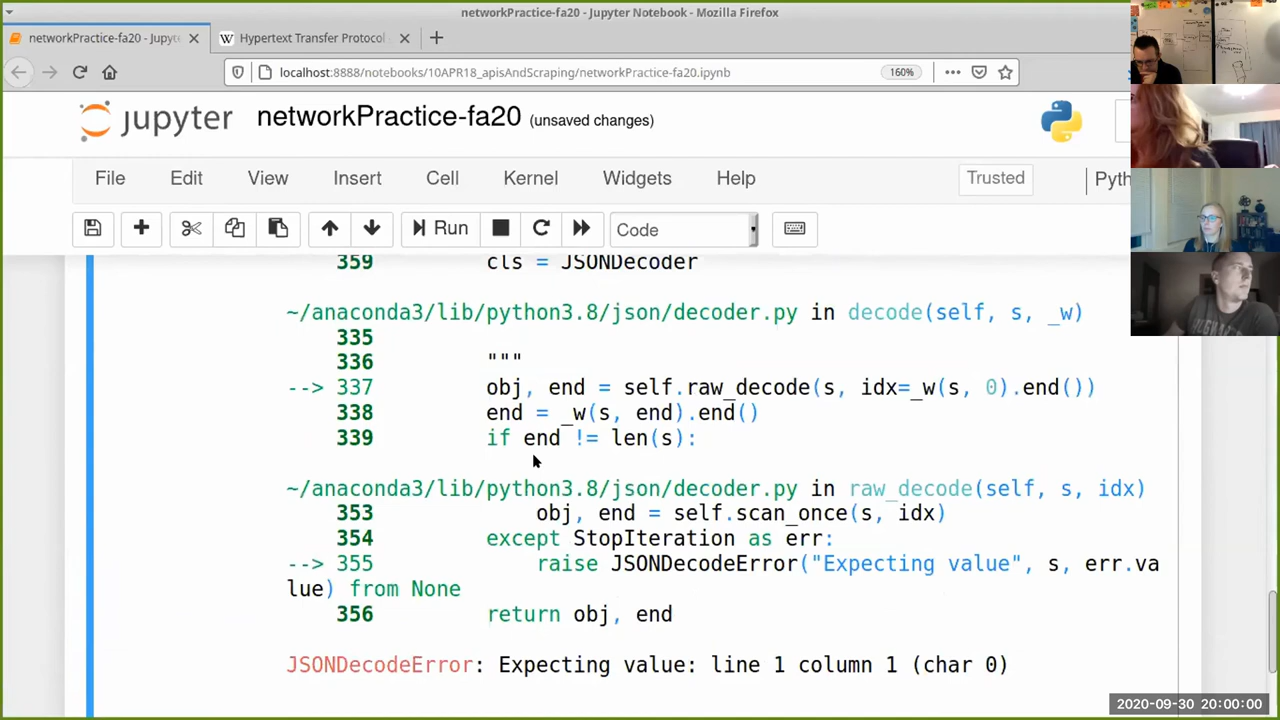 networkPractice-fa20 - Jupyter Notebook - Mozilla Firefox
networkPractice-fa20 - Jupyte
Hypertext Transfer Protocol
localhost:8888/notebooks/101APR18_apisAndScraping/networkPractice-fa20.ipynb
160%
jupyter
networkPractice-fa20 (unsaved changes)
File Edit View Insert Cell Kernel Widgets Help
Trusted
Pyth
Run
Code
359 cls = JSONDecoder
~/anaconda3/lib/python3.8/json/decoder.py in decode(self, s, _w)
335
336 """
--> 337 obj, end = self.raw_decode(s, idx=_w(s, 0).end())
338 end = _w(s, end).end()
339 if end != len(s):
~/anaconda3/lib/python3.8/json/decoder.py in raw_decode(self, s, idx)
353 obj, end = self.scan_once(s, idx)
354 except StopIteration as err:
--> 355 raise JSONDecodeError("Expecting value", s, err.va
lue) from None
356 return obj, end
JSONDecodeError: Expecting value: line 1 column 1 (char 0)
2020-09-30 20:00:00